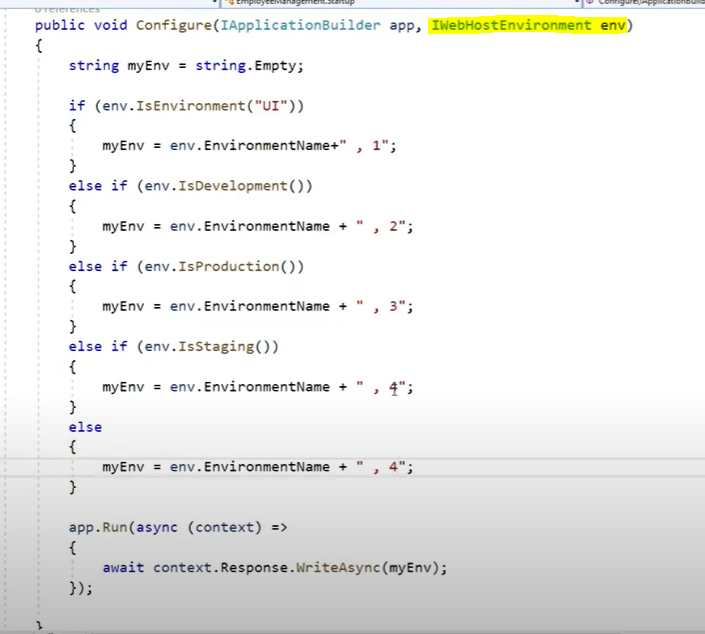 EmployeeManagement.Startup
0 references
public void Configure(IApplicationBuilder app, IWebHostEnvironment env)
{
string myEnv = string.Empty;
if (env.IsEnvironment("UI"))
{
myEnv = env.EnvironmentName+" , 1";
}
else if (env.IsDevelopment())
{
myEnv = env.EnvironmentName + " , 2";
}
else if (env.IsProduction())
{
myEnv = env.EnvironmentName + " , 3";
}
else if (env.IsStaging())
{
myEnv = env.EnvironmentName + " , 4";
}
else
{
myEnv = env.EnvironmentName + " , 4";
}
app.Run(async (context) =>
{
await context.Response.WriteAsync(myEnv);
});
}